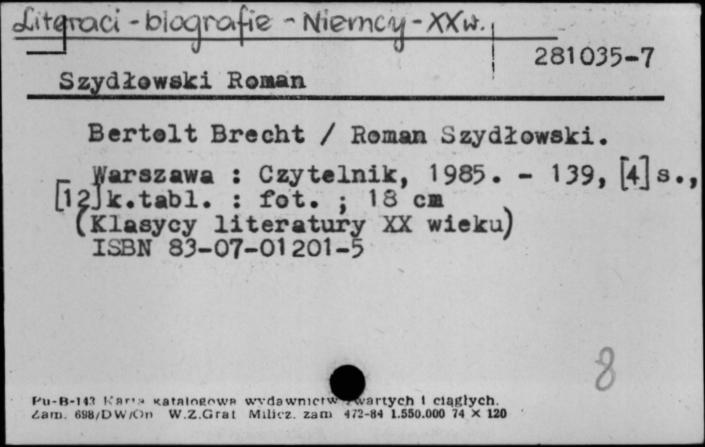 Literaci - biografie - Niemcy - XX w.
281035-7
Szydłowski Roman
Bertolt Brecht / Roman Szydłowski.
Warszawa : Czytelnik, 1985. - 139, [4] s.,
[12] k.tabl. : fot. ; 18 cm
(Klasycy literatury XX wieku)
ISBN 83-07-01201-5
8
Pu-B-143 Karta katalogowa wydawnictw zwartych i ciągłych.
Zam. 698/DW/On W.Z.Graf Milicz. zam 472-84 1.550.000 74 × 120